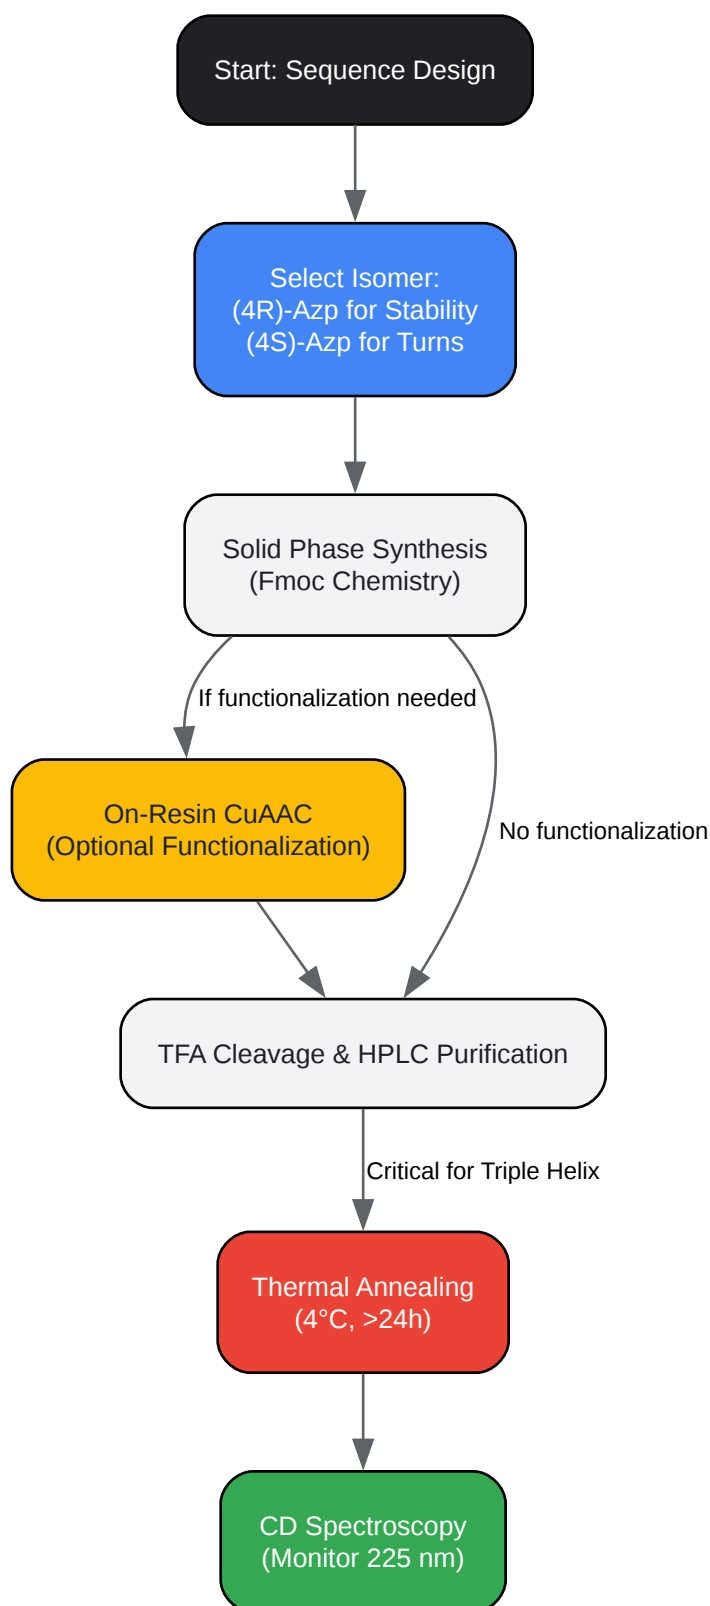 Start: Sequence Design
Select Isomer:
(4R)-Azp for Stability
(4S)-Azp for Turns
Solid Phase Synthesis
(Fmoc Chemistry)
If functionalization needed
On-Resin CuAAC
(Optional Functionalization)
No functionalization
TFA Cleavage & HPLC Purification
Critical for Triple Helix
Thermal Annealing
(4°C, >24h)
CD Spectroscopy
(Monitor 225 nm)